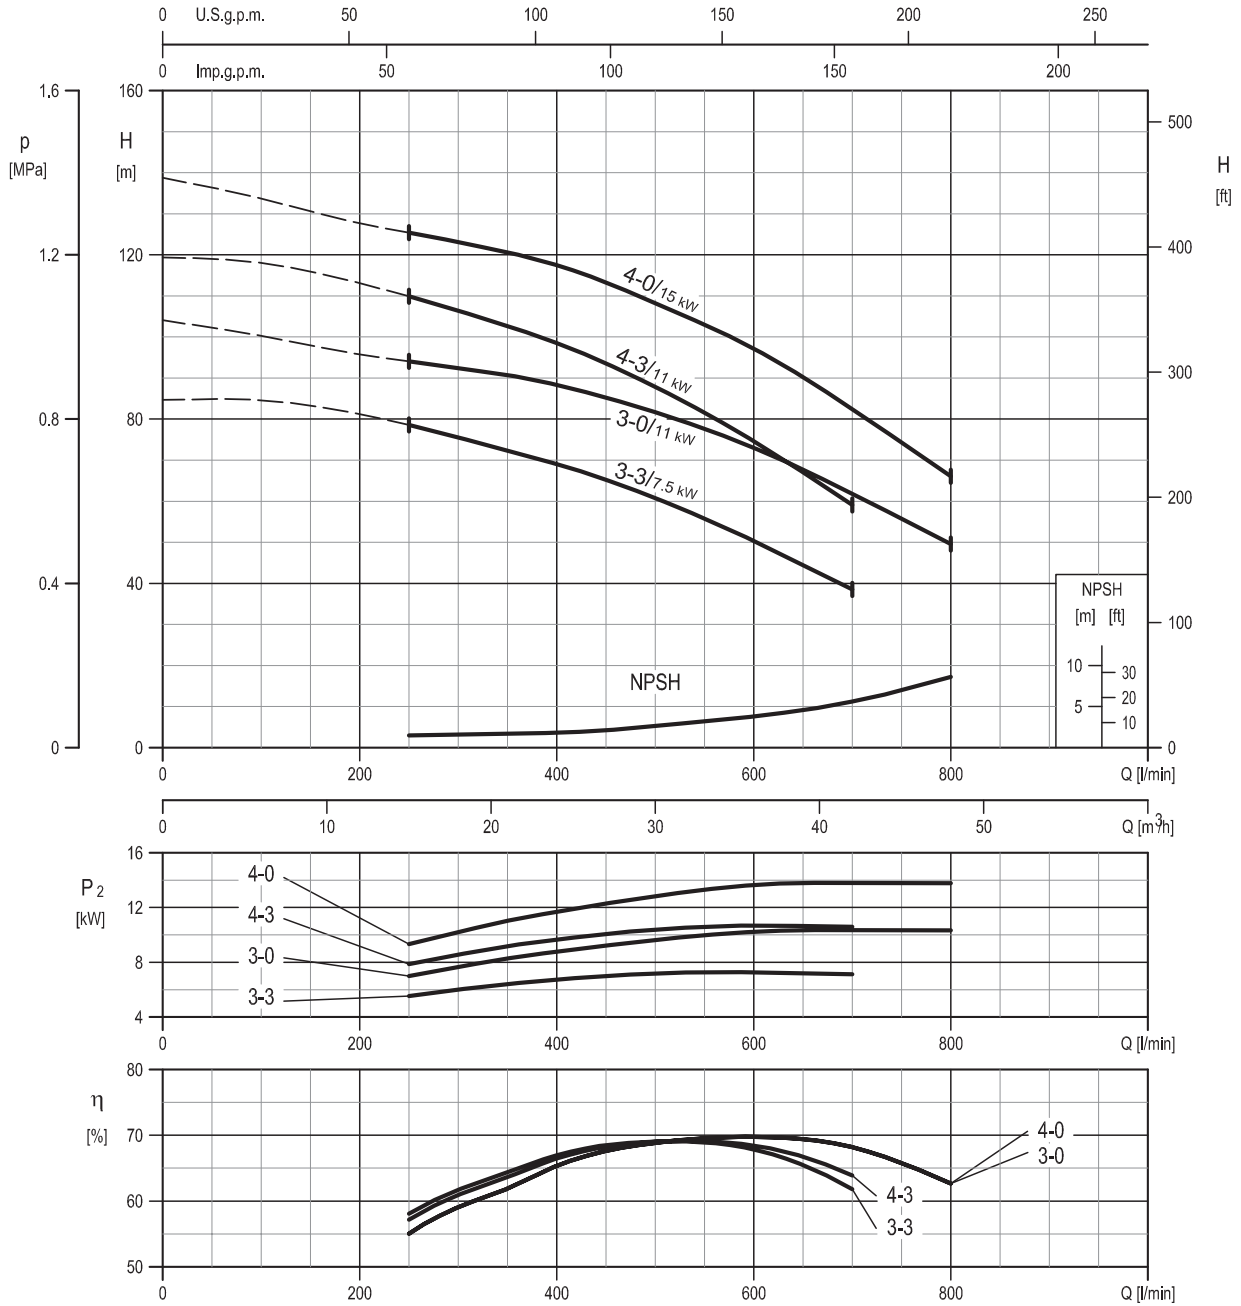 0 U.S.g.p.m. 50 100 150 200 250
0 Imp.g.p.m. 50 100 150 200
1.6 160
p H 500
[MPa] [m] H
[ft]
1.2 120 400
4-0/15 kW
4-3/11 kW 300
0.8 80 3-0/11 kW
3-3/7.5 kW
200
0.4 40 NPSH
[m] [ft]
100
10 30
NPSH
5 20
10
0 0 0
0 200 400 600 800 Q [l/min]
0 10 20 30 40 50 Q [m³/h]
16
P2 4-0
[kW] 12 4-3
3-0
8
3-3
4
0 200 400 600 800 Q [l/min]
80
η
[%] 70 4-0
3-0
60 4-3
3-3
50
0 200 400 600 800 Q [l/min]